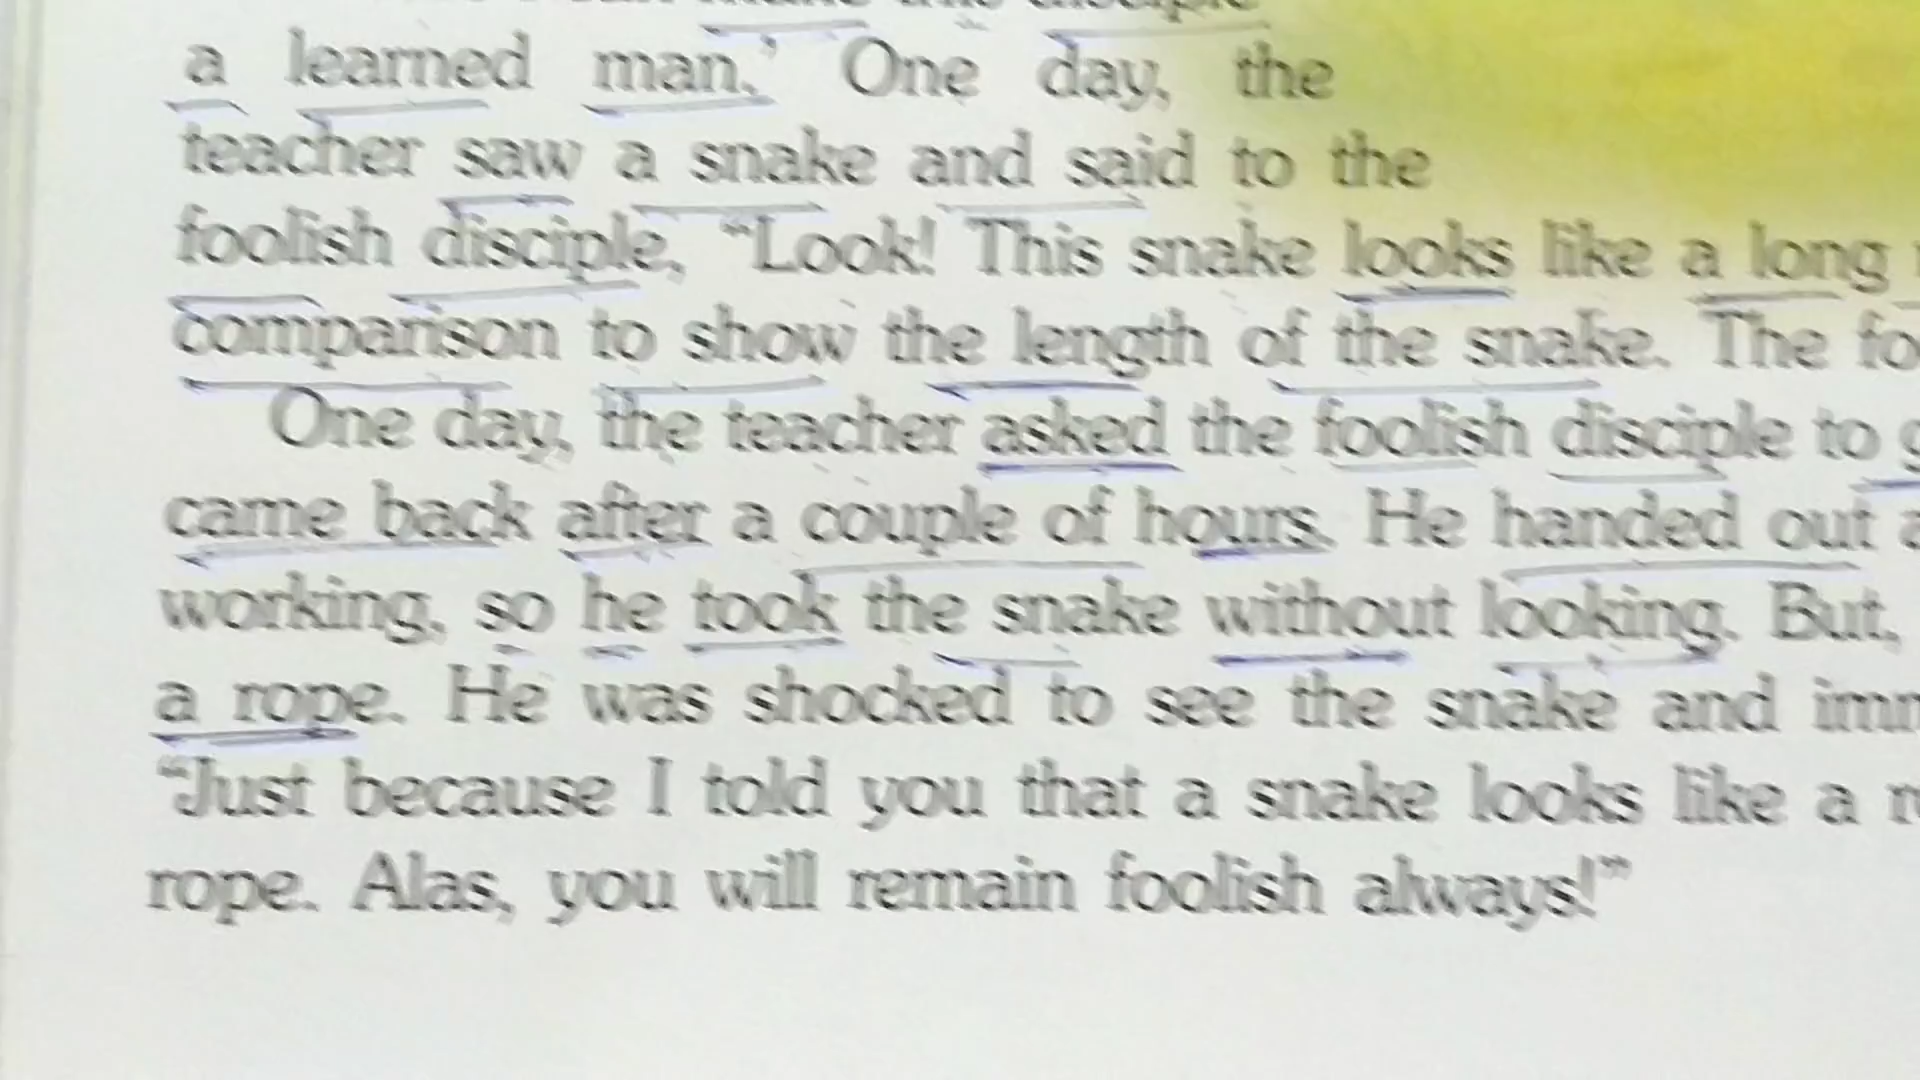 a learned man.’ One day, the
teacher saw a snake and said to the
foolish disciple, “Look! This snake looks like a long
comparison to show the length of the snake. The
One day, the teacher asked the foolish disciple to
came back after a couple of hours. He handed out
working, so he took the snake without looking. But,
a rope. He was shocked to see the snake and
“Just because I told you that a snake looks like a
rope. Alas, you will remain foolish always!”